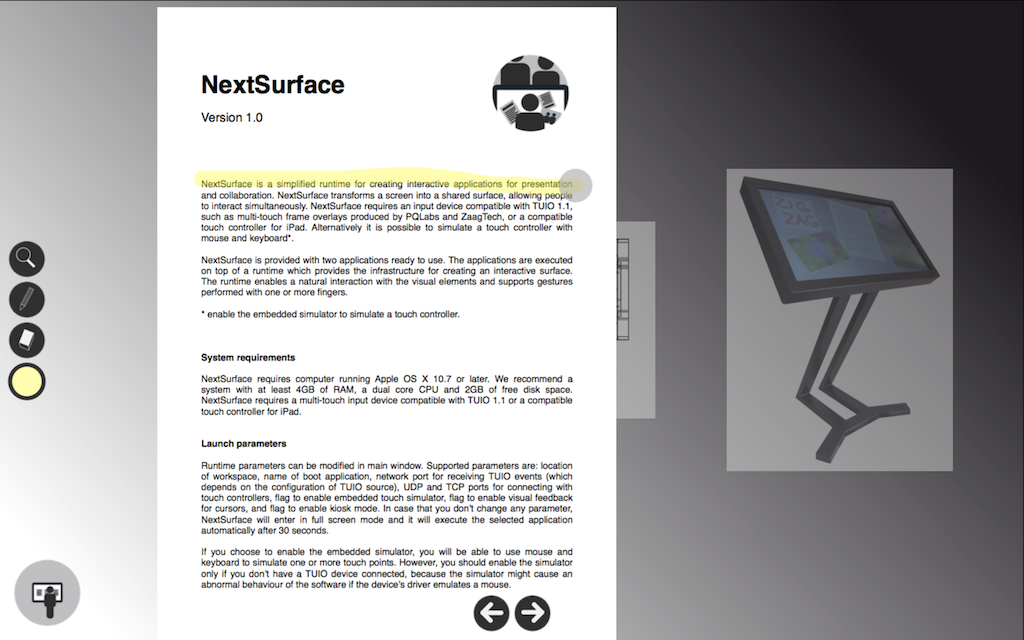 NextSurface
Version 1.0
NextSurface is a simplified runtime for creating interactive applications for presentation
and collaboration. NextSurface transforms a screen into a shared surface, allowing people
to interact simultaneously. NextSurface requires an input device compatible with TUIO 1.1,
such as multi-touch frame overlays produced by PQLabs and ZaagTech, or a compatible
touch controller for iPad. Alternatively it is possible to simulate a touch controller with
mouse and keyboard*.
NextSurface is provided with two applications ready to use. The applications are executed
on top of a runtime which provides the infrastructure for creating an interactive surface.
The runtime enables a natural interaction with the visual elements and supports gestures
performed with one or more fingers.
* enable the embedded simulator to simulate a touch controller.
System requirements
NextSurface requires computer running Apple OS X 10.7 or later. We recommend a
system with at least 4GB of RAM, a dual core CPU and 2GB of free disk space.
NextSurface requires a multi-touch input device compatible with TUIO 1.1 or a compatible
touch controller for iPad.
Launch parameters
Runtime parameters can be modified in main window. Supported parameters are: location
of workspace, name of boot application, network port for receiving TUIO events (which
depends on the configuration of TUIO source), UDP and TCP ports for connecting with
touch controllers, flag to enable embedded touch simulator, flag to enable visual feedback
for cursors, and flag to enable kiosk mode. In case that you don't change any parameter,
NextSurface will enter in full screen mode and it will execute the selected application
automatically after 30 seconds.
If you choose to enable the embedded simulator, you will be able to use mouse and
keyboard to simulate one or more touch points. However, you should enable the simulator
only if you don't have a TUIO device connected, because the simulator might cause an
abnormal behaviour of the software if the device's driver emulates a mouse.
ZIG
ZAG